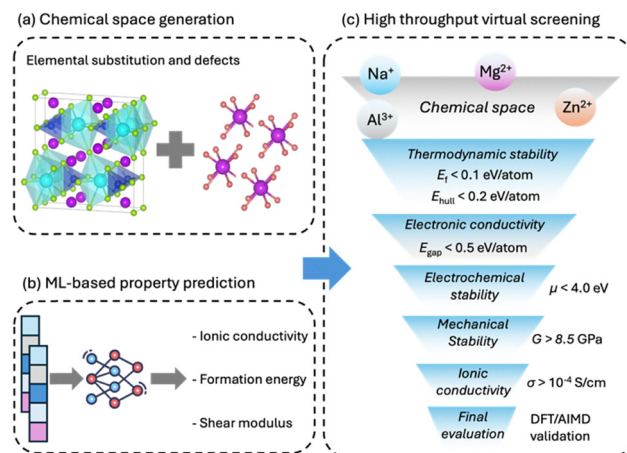 (a) Chemical space generation
Elemental substitution and defects
(b) ML-based property prediction
- Ionic conductivity
- Formation energy
- Shear modulus
(c) High throughput virtual screening
Na⁺
Mg²⁺
Al³⁺
Zn²⁺
Chemical space
Thermodynamic stability
E_f < 0.1 eV/atom
E_hull < 0.2 eV/atom
Electronic conductivity
E_gap < 0.5 eV/atom
Electrochemical
stability
μ < 4.0 eV
Mechanical
Stability
G > 8.5 GPa
Ionic
conductivity
σ > 10⁻⁴ S/cm
Final
evaluation
DFT/AIMD
validation